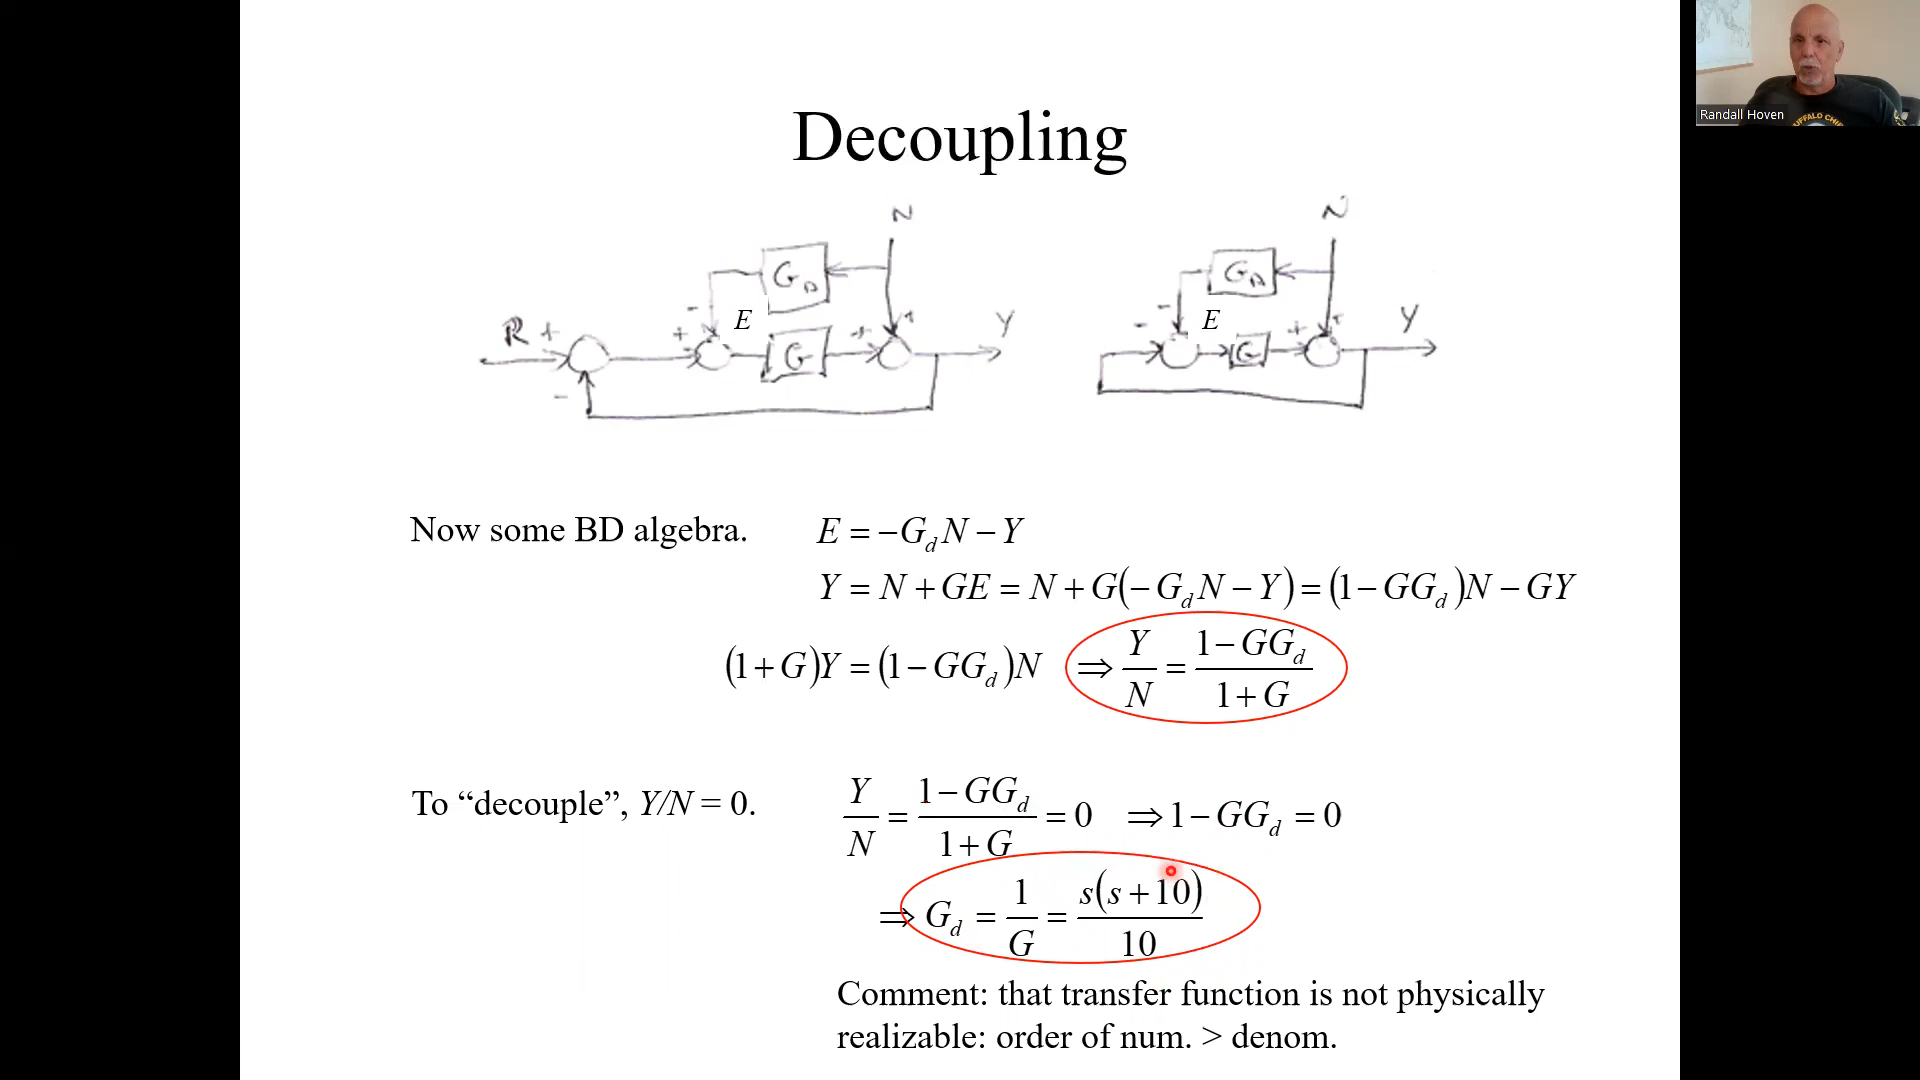 Randall Hoven
BUFFALO CHI
Decoupling
N N
G_D G_D
- E - E
R + + G + + Y - G + + Y
-
Now some BD algebra. E = −G_d N − Y
Y = N + GE = N + G(−G_d N − Y) = (1 − GG_d)N − GY
(1 + G)Y = (1 − GG_d)N ⇒ Y/N = (1 − GG_d)/(1 + G)
To “decouple”, Y/N = 0. Y/N = (1 − GG_d)/(1 + G) = 0 ⇒ 1 − GG_d = 0
⇒ G_d = 1/G = s(s + 10)/10
Comment: that transfer function is not physically
realizable: order of num. > denom.